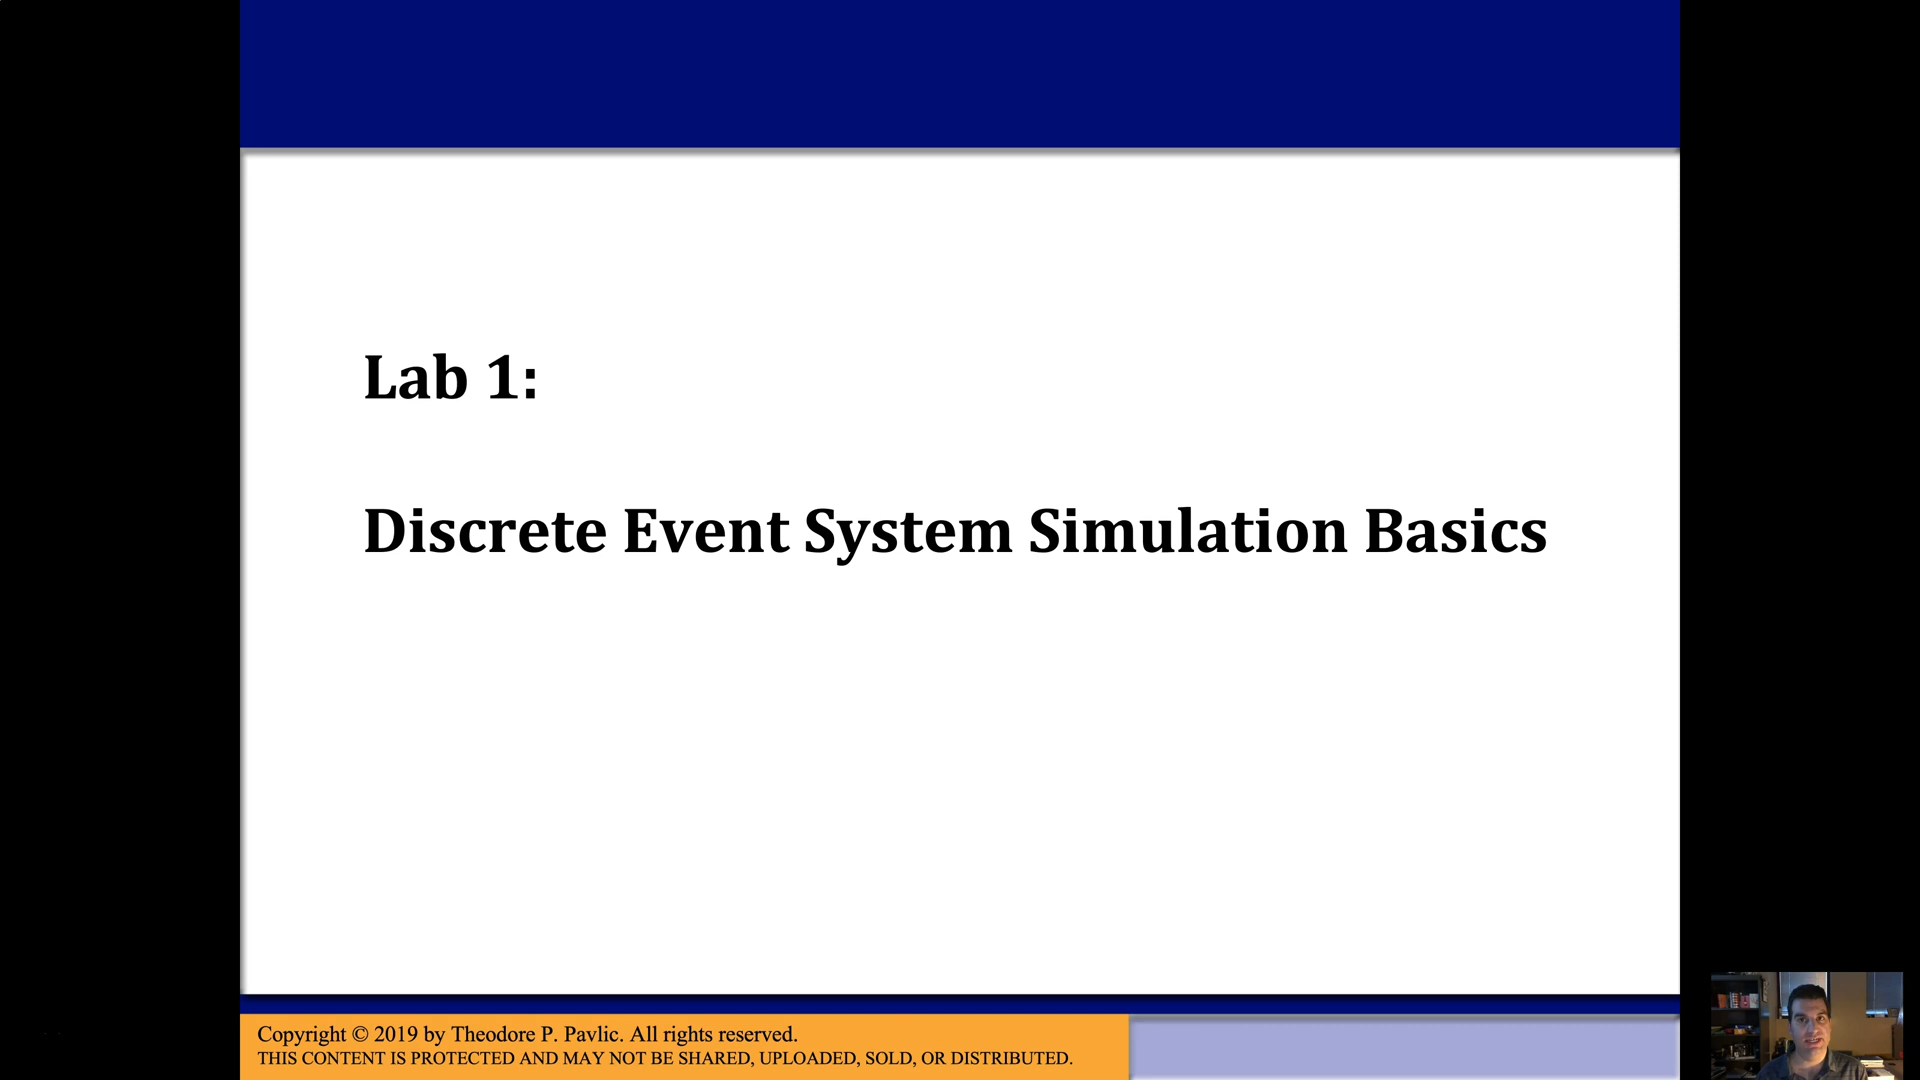 Lab 1:
Discrete Event System Simulation Basics
Copyright © 2019 by Theodore P. Pavlic. All rights reserved.
THIS CONTENT IS PROTECTED AND MAY NOT BE SHARED, UPLOADED, SOLD, OR DISTRIBUTED.